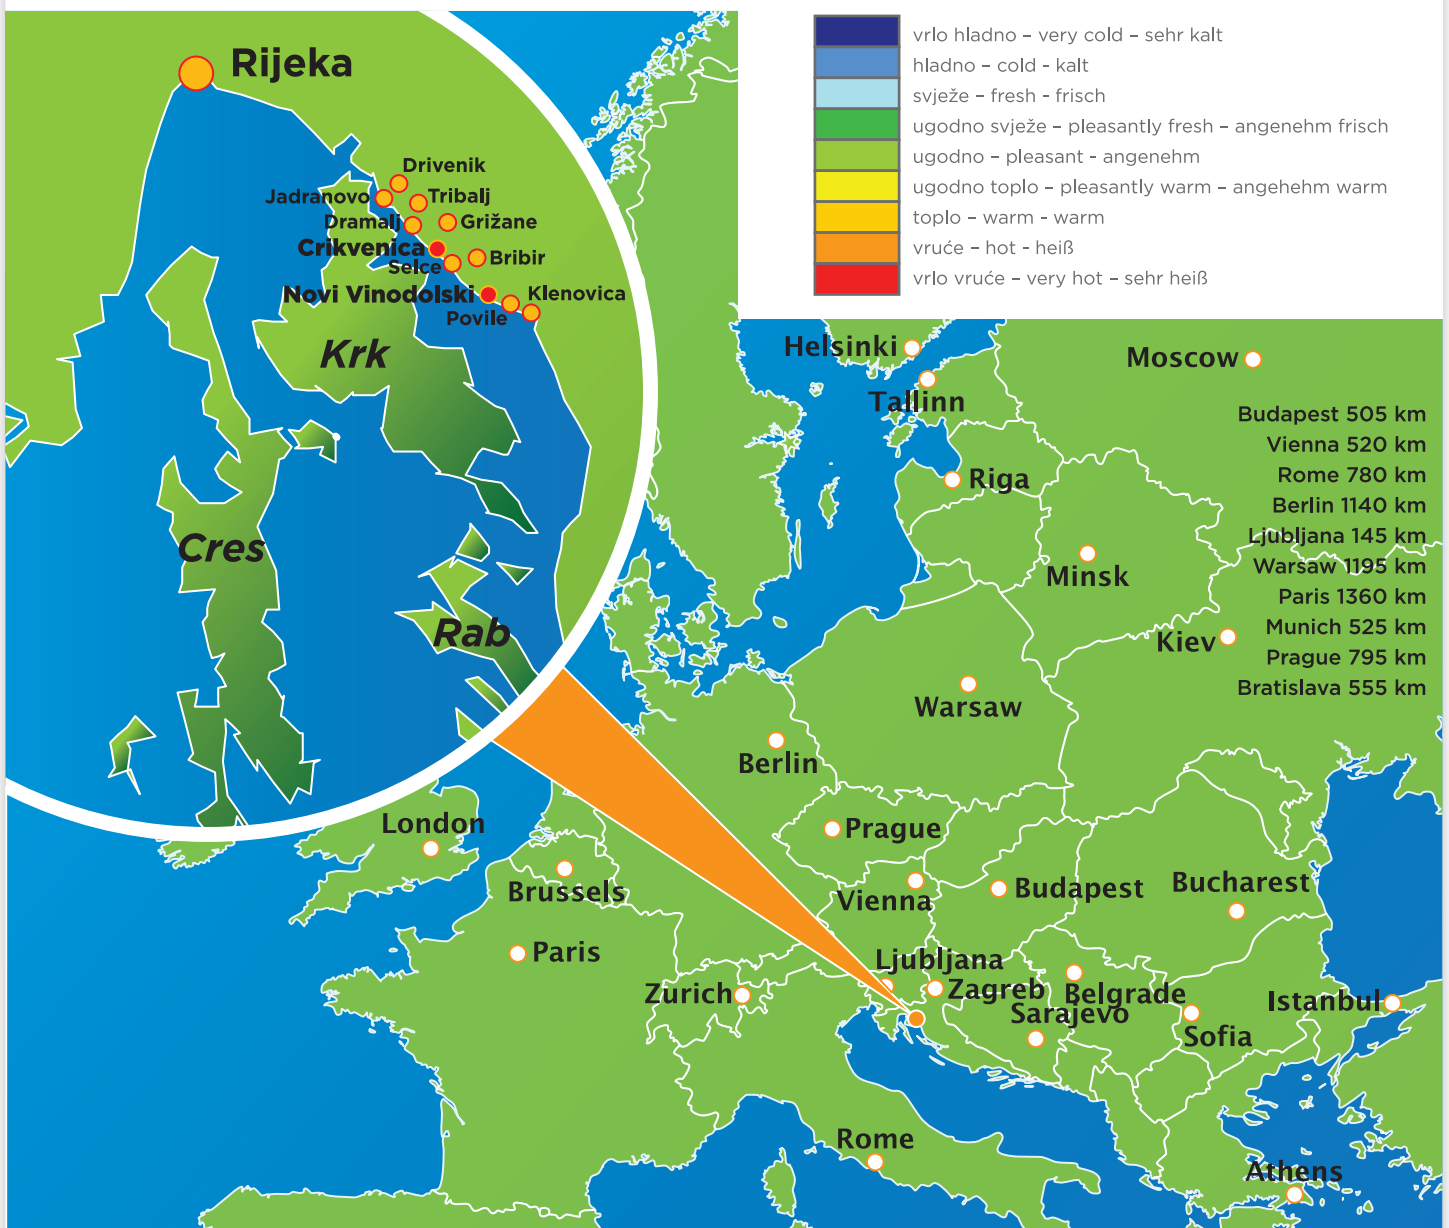 vrlo hladno – very cold – sehr kalt
hladno – cold - kalt
svježe – fresh - frisch
ugodno svježe – pleasantly fresh – angenehm frisch
ugodno – pleasant - angenehm
ugodno toplo – pleasantly warm – angehehm warm
toplo – warm - warm
vruće – hot - heiß
vrlo vruće – very hot – sehr heiß
Rijeka
Drivenik
Jadranovo
Tribalj
Dramalj
Grižane
Crikvenica
Selce
Bribir
Novi Vinodolski
Klenovica
Povile
Krk
Cres
Rab
Helsinki
Moscow
Tallinn
Riga
Minsk
Kiev
Warsaw
Berlin
Budapest 505 km
Vienna 520 km
Rome 780 km
Berlin 1140 km
Ljubljana 145 km
Warsaw 1195 km
Paris 1360 km
Munich 525 km
Prague 795 km
Bratislava 555 km
London
Prague
Brussels
Vienna
Budapest
Bucharest
Paris
Ljubljana
Zurich
Zagreb
Belgrade
Sarajevo
Istanbul
Sofia
Rome
Athens